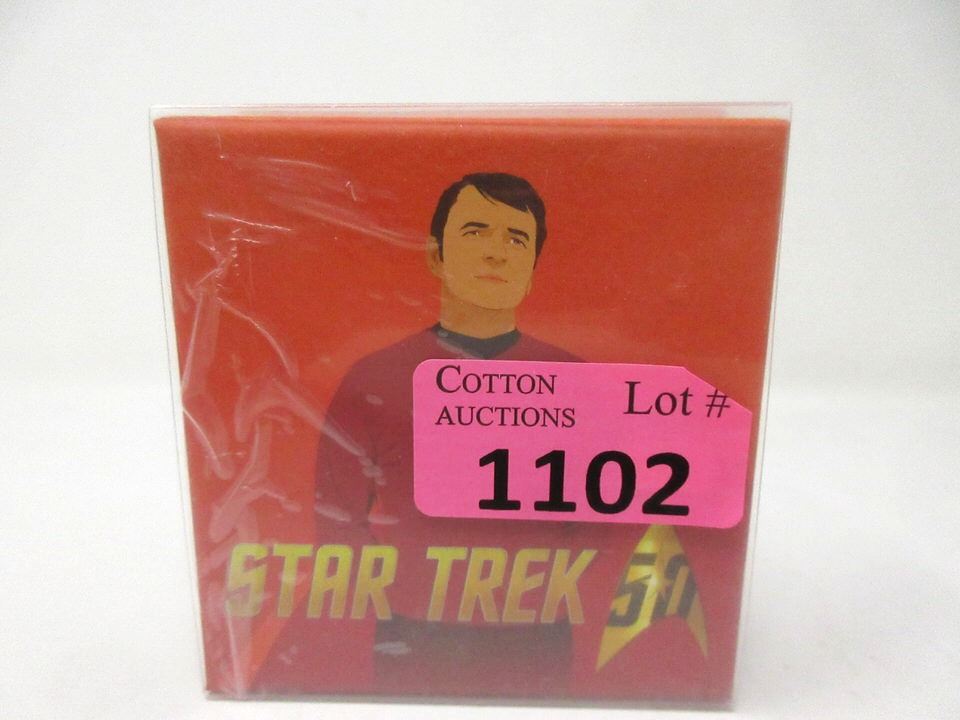 COTTON
AUCTIONS
Lot #
1102
STAR TREK 50